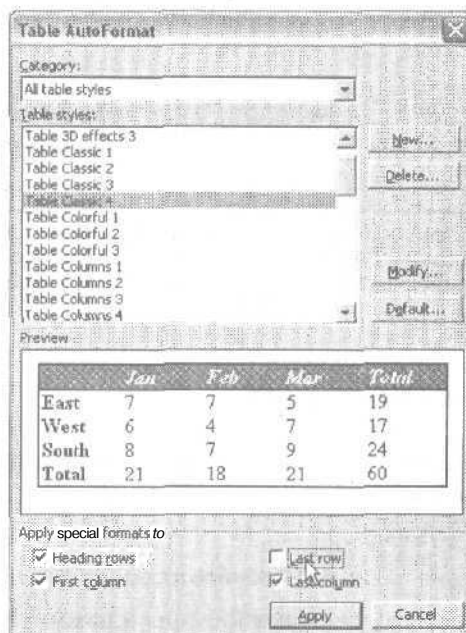 Table AutoFormat
Category:
All table styles
Table styles:
Table 3D effects 3
Table Classic 1
Table Classic 2
Table Classic 3
Table Classic 4
Table Colorful 1
Table Colorful 2
Table Colorful 3
Table Columns 1
Table Columns 2
Table Columns 3
Table Columns 4
New...
Delete...
Modify...
Default...
Preview
Jan Feb Mar Total
East 7 7 5 19
West 6 4 7 17
South 8 7 9 24
Total 21 18 21 60
Apply special formats to
Heading rows Last row
First column Last column
Apply Cancel